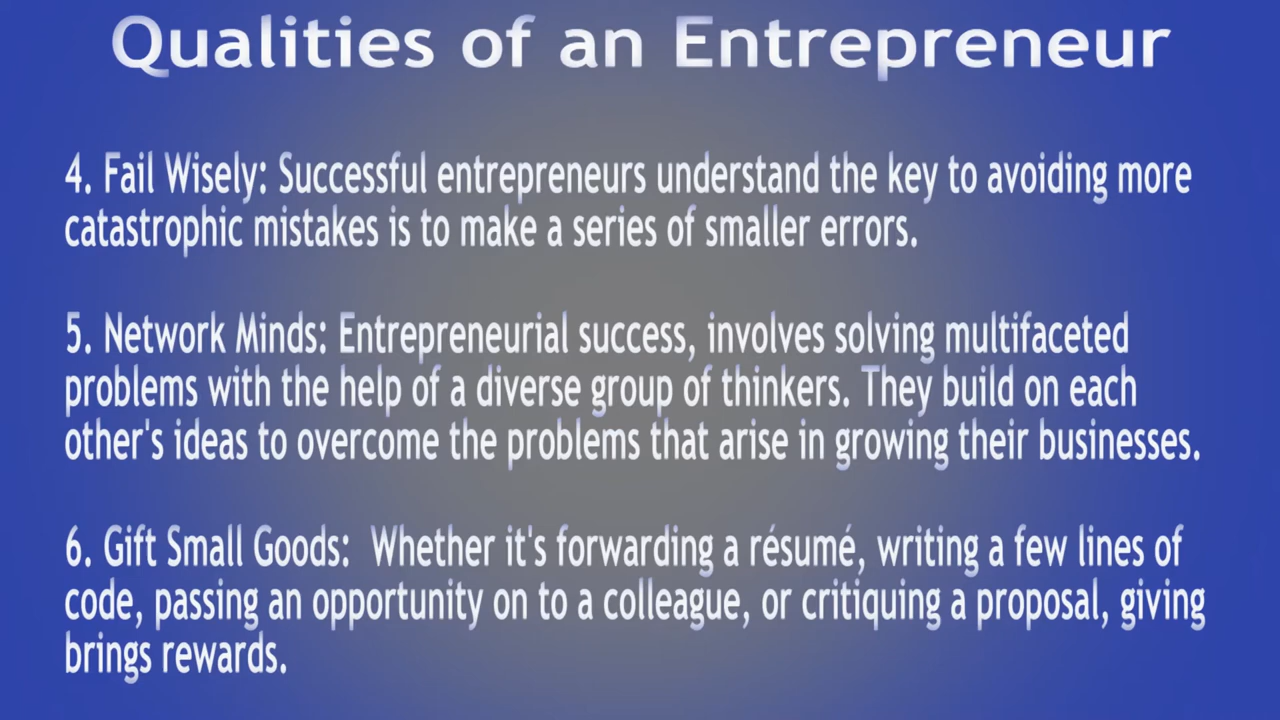 Qualities of an Entrepreneur
4. Fail Wisely: Successful entrepreneurs understand the key to avoiding more
catastrophic mistakes is to make a series of smaller errors.
5. Network Minds: Entrepreneurial success, involves solving multifaceted
problems with the help of a diverse group of thinkers. They build on each
other's ideas to overcome the problems that arise in growing their businesses.
6. Gift Small Goods:  Whether it's forwarding a résumé, writing a few lines of
code, passing an opportunity on to a colleague, or critiquing a proposal, giving
brings rewards.